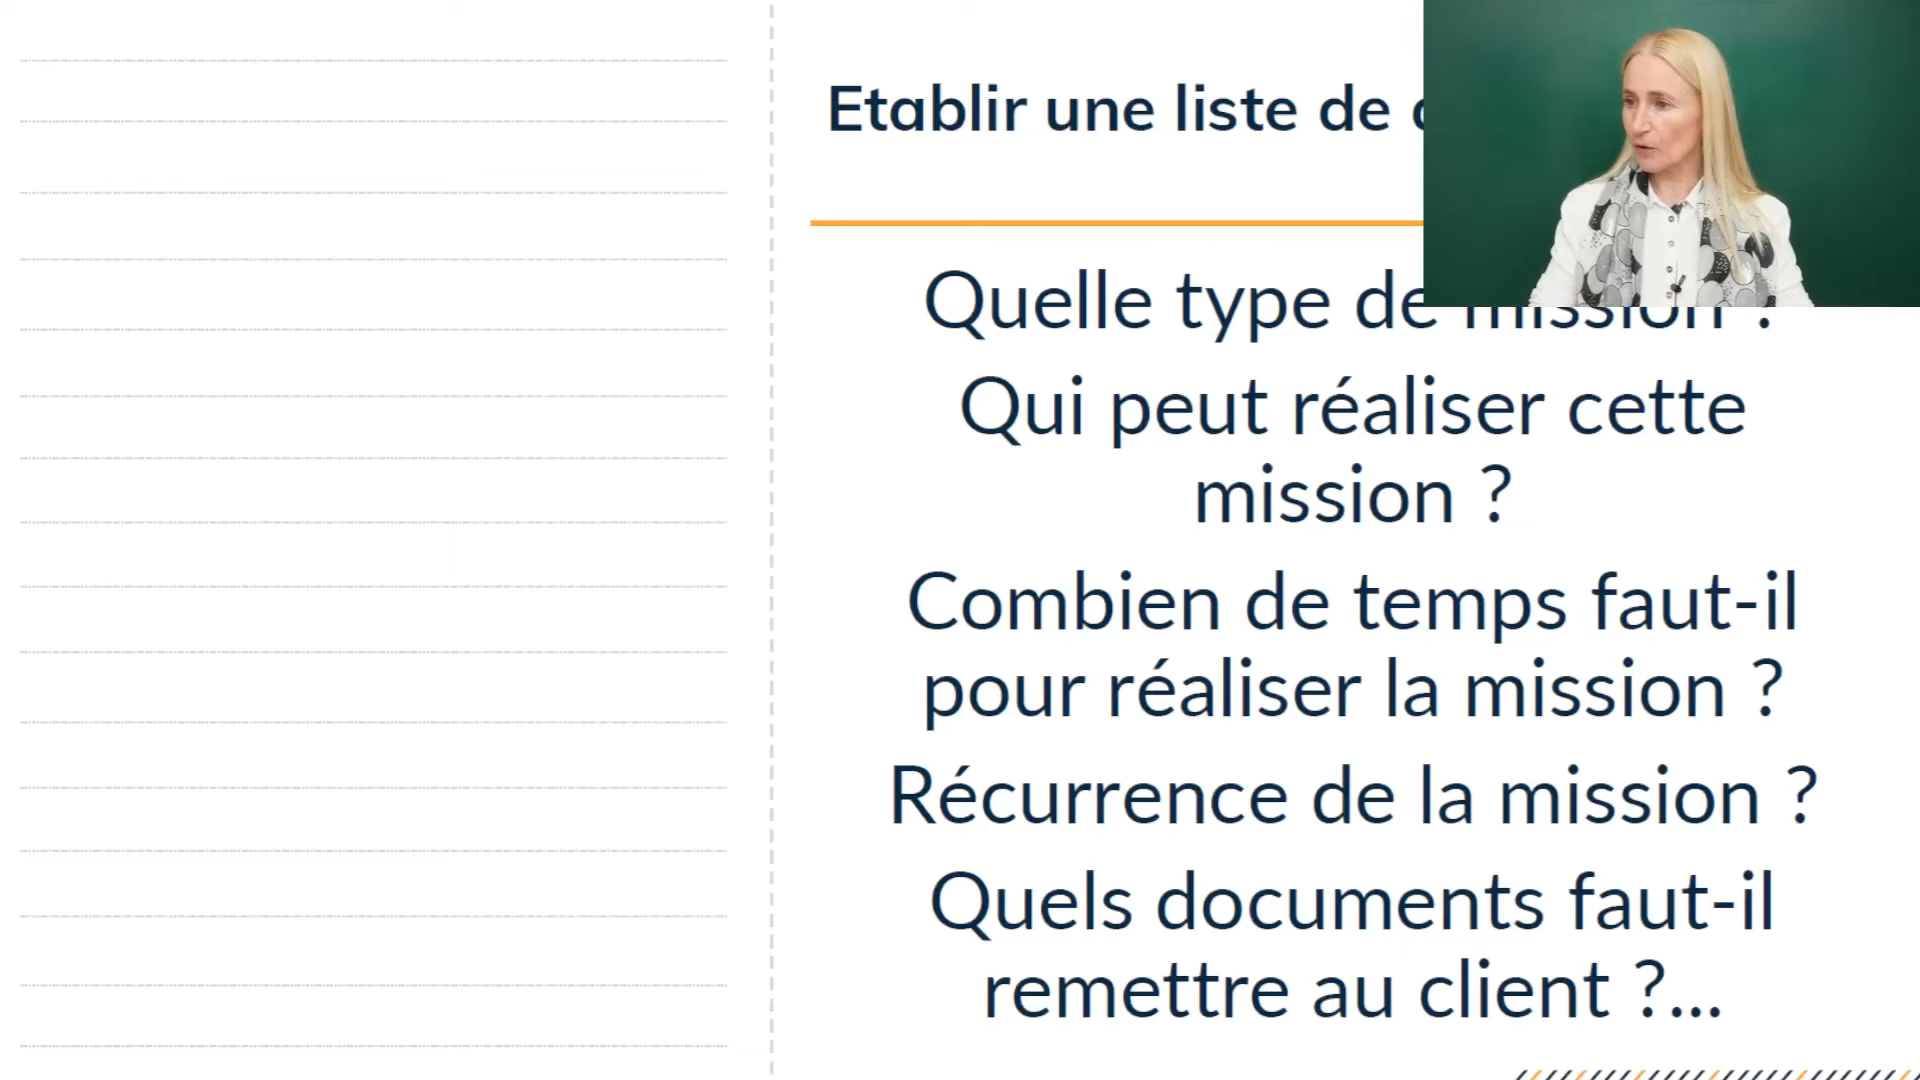 Etablir une liste de
Quelle type de mission ?
Qui peut réaliser cette
mission ?
Combien de temps faut-il
pour réaliser la mission ?
Récurrence de la mission ?
Quels documents faut-il
remettre au client ?...